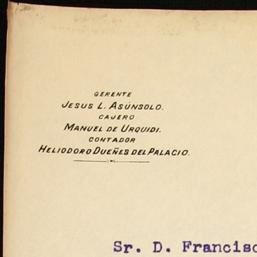 GERENTE
JESUS L. ASÚNSOLO.
CAJERO
MANUEL DE URQUIDI.
CONTADOR
HELIODORO DUEÑES DEL PALACIO.
Sr. D. Francisc